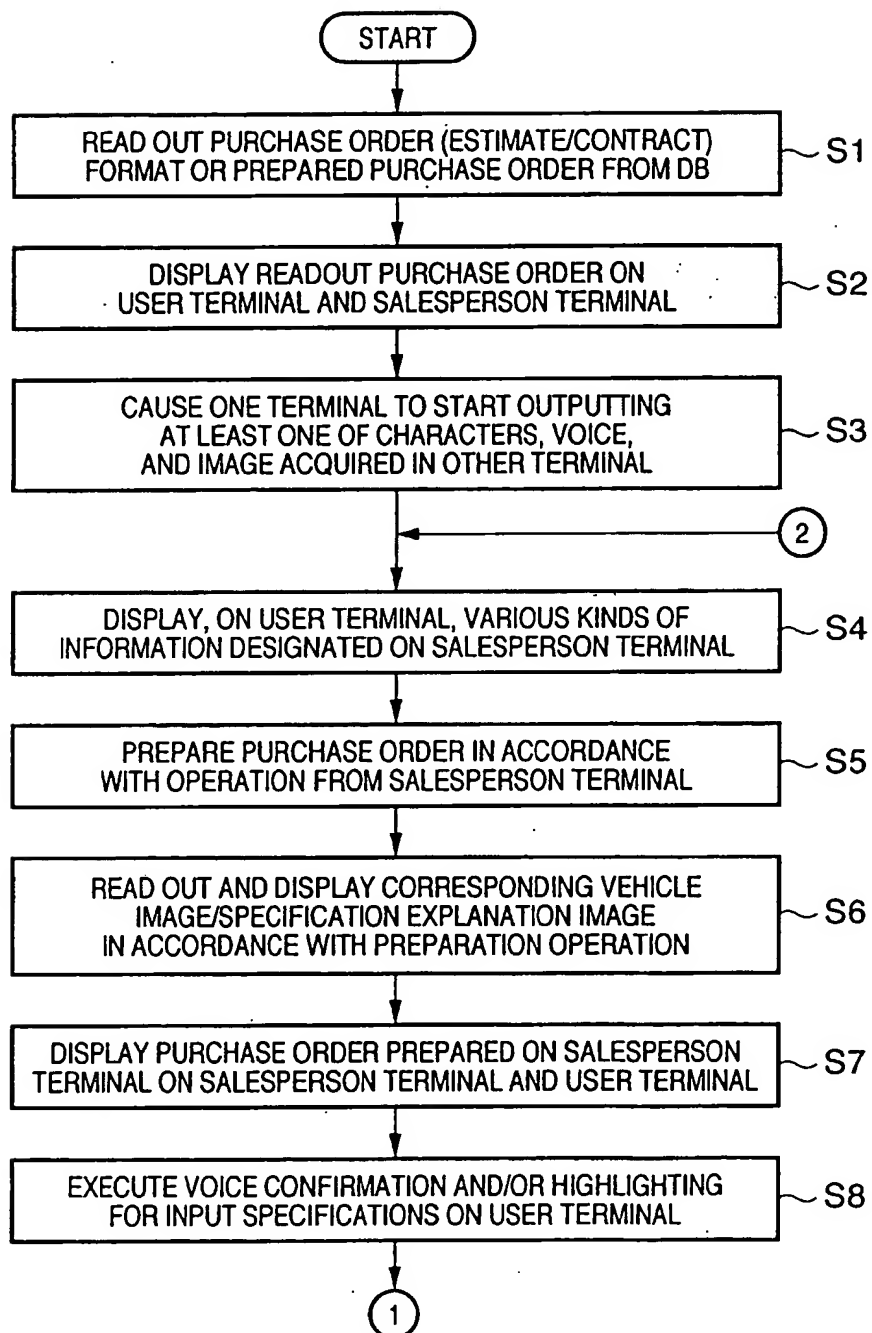 START
READ OUT PURCHASE ORDER (ESTIMATE/CONTRACT)
FORMAT OR PREPARED PURCHASE ORDER FROM DB
S1
DISPLAY READOUT PURCHASE ORDER ON
USER TERMINAL AND SALESPERSON TERMINAL
S2
CAUSE ONE TERMINAL TO START OUTPUTTING
AT LEAST ONE OF CHARACTERS, VOICE,
AND IMAGE ACQUIRED IN OTHER TERMINAL
S3
2
DISPLAY, ON USER TERMINAL, VARIOUS KINDS OF
INFORMATION DESIGNATED ON SALESPERSON TERMINAL
S4
PREPARE PURCHASE ORDER IN ACCORDANCE
WITH OPERATION FROM SALESPERSON TERMINAL
S5
READ OUT AND DISPLAY CORRESPONDING VEHICLE
IMAGE/SPECIFICATION EXPLANATION IMAGE
IN ACCORDANCE WITH PREPARATION OPERATION
S6
DISPLAY PURCHASE ORDER PREPARED ON SALESPERSON
TERMINAL ON SALESPERSON TERMINAL AND USER TERMINAL
S7
EXECUTE VOICE CONFIRMATION AND/OR HIGHLIGHTING
FOR INPUT SPECIFICATIONS ON USER TERMINAL
S8
1